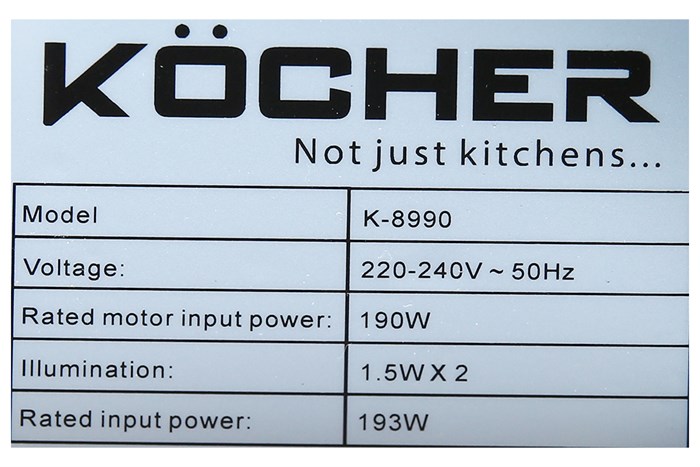 KÖCHER
Not just kitchens...
Model K-8990
Voltage: 220-240V ~ 50Hz
Rated motor input power: 190W
Illumination: 1.5W X 2
Rated input power: 193W